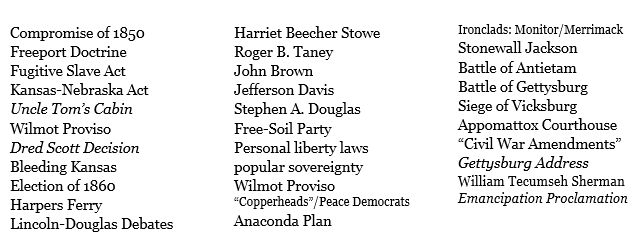 Compromise of 1850
Freeport Doctrine
Fugitive Slave Act
Kansas-Nebraska Act
Uncle Tom's Cabin
Wilmot Proviso
Dred Scott Decision
Bleeding Kansas
Election of 1860
Harpers Ferry
Lincoln-Douglas Debates
Harriet Beecher Stowe
Roger B. Taney
John Brown
Jefferson Davis
Stephen A. Douglas
Free-Soil Party
Personal liberty laws
popular sovereignty
Wilmot Proviso
“Copperheads”/Peace Democrats
Anaconda Plan
Ironclads: Monitor/Merrimack
Stonewall Jackson
Battle of Antietam
Battle of Gettysburg
Siege of Vicksburg
Appomattox Courthouse
“Civil War Amendments”
Gettysburg Address
William Tecumseh Sherman
Emancipation Proclamation